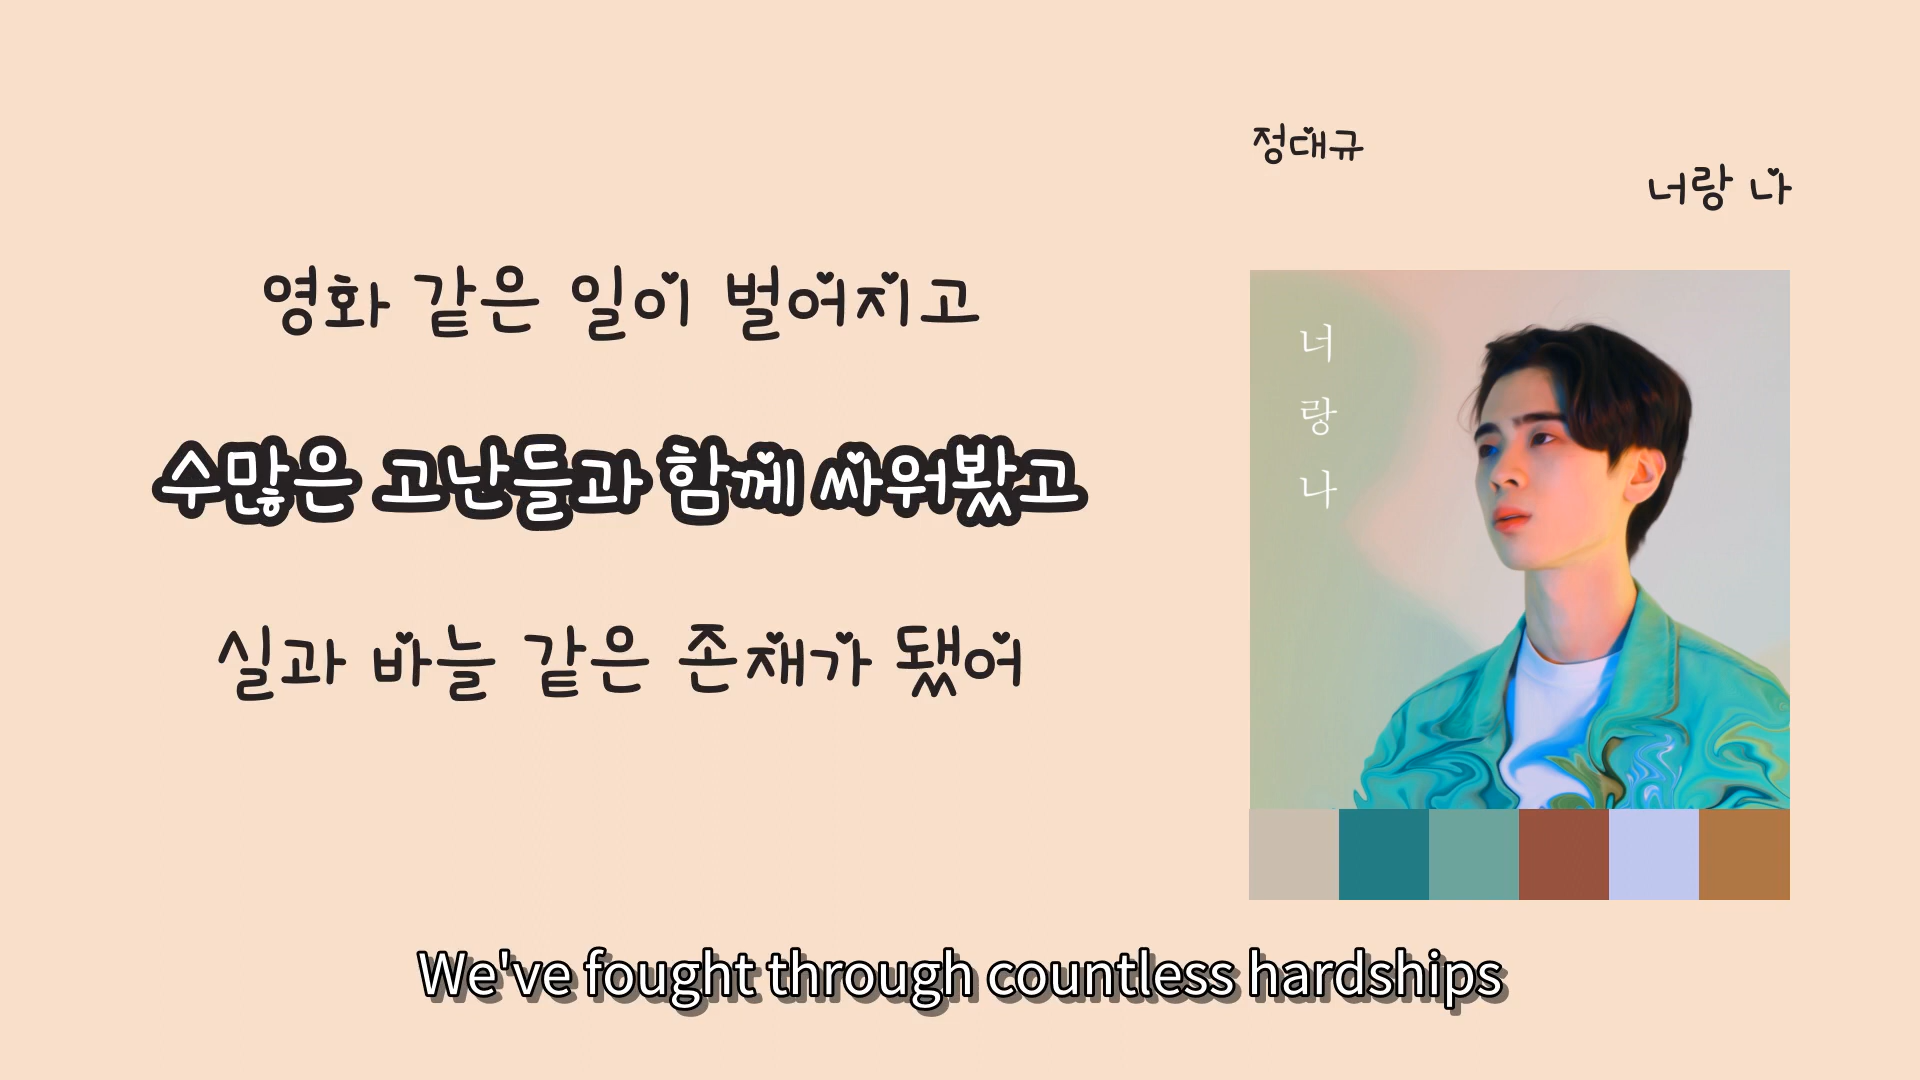 정대규
너랑 나
영화 같은 일이 벌어지고
수많은 고난들과 함께 싸워봤고
실과 바늘 같은 존재가 됐어
너
랑
나
We've fought through countless hardships